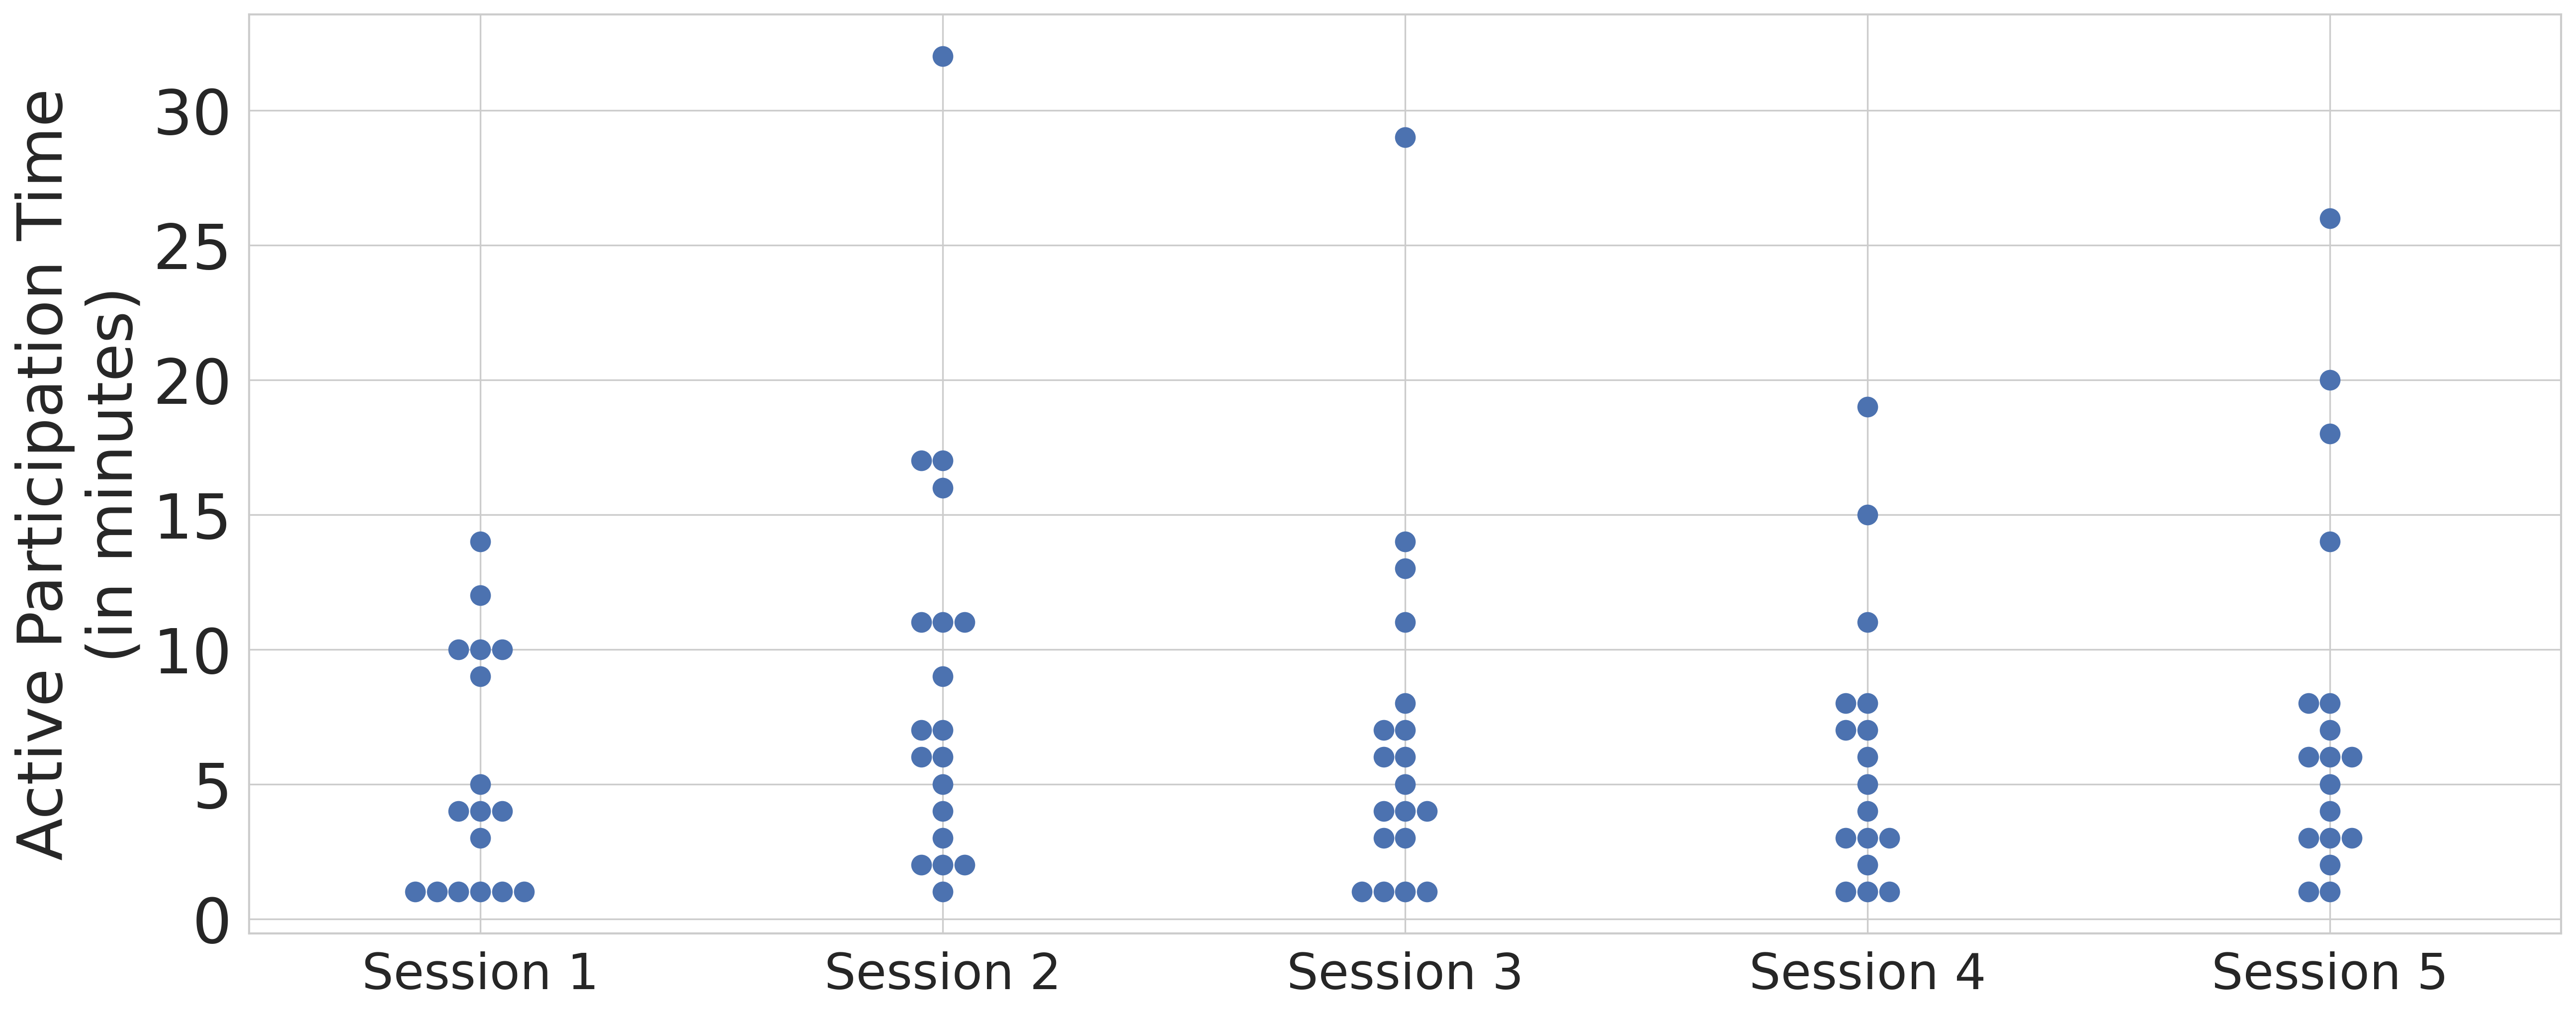 Active Participation Time
(in minutes)
30
25
20
15
10
5
0
Session 1
Session 2
Session 3
Session 4
Session 5